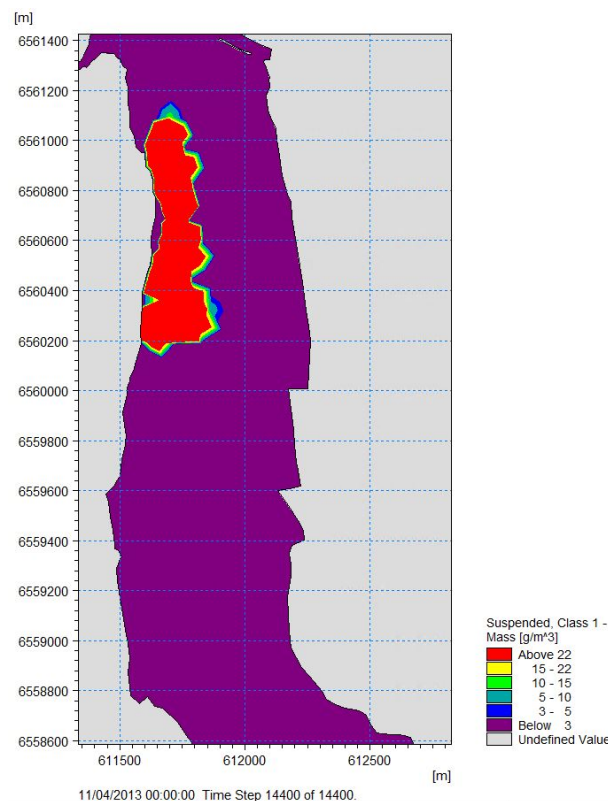 [m]
6561400
6561200
6561000
6560800
6560600
6560400
6560200
6560000
6559800
6559600
6559400
6559200
6559000
6558800
6558600
611500 612000 612500
[m]
11/04/2013 00:00:00 Time Step 14400 of 14400.
Suspended, Class 1 -
Mass [g/m^3]
Above 22
15 - 22
10 - 15
5 - 10
3 - 5
Below 3
Undefined Value